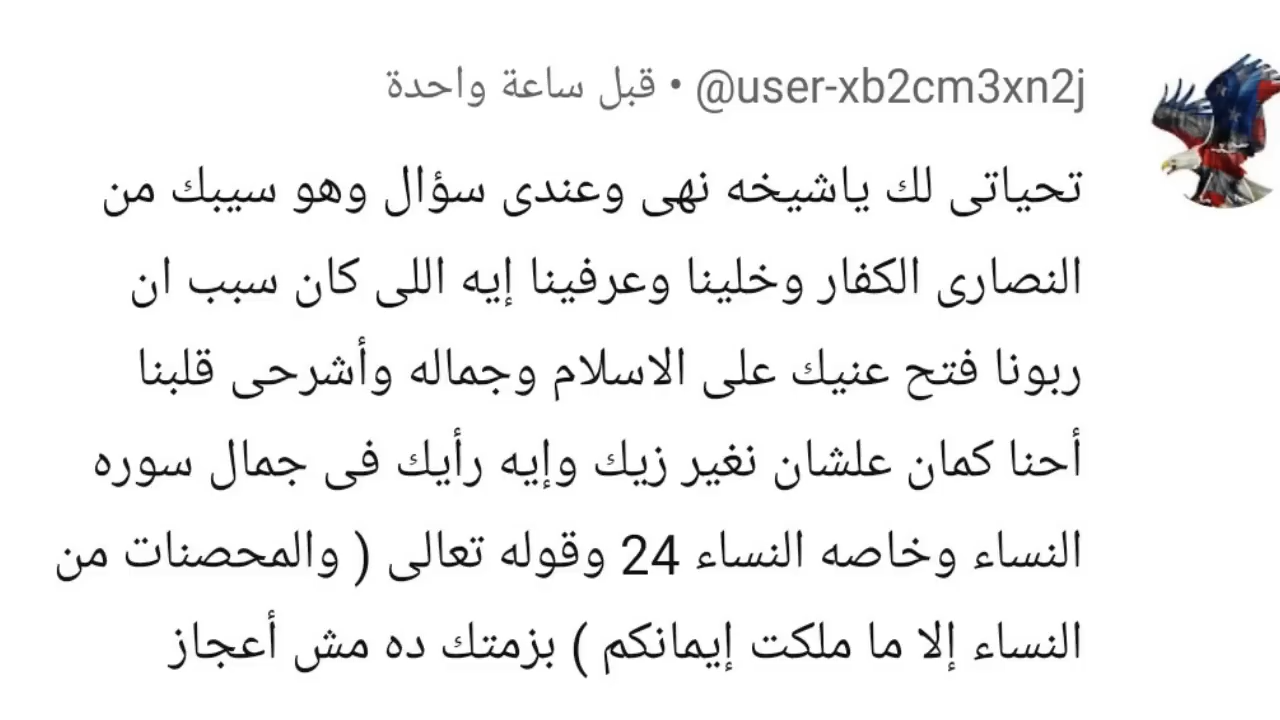 @user-xb2cm3xn2j • قبل ساعة واحدة
تحياتى لك ياشيخه نهى وعندى سؤال وهو سيبك من
النصارى الكفار وخلينا وعرفينا إيه اللى كان سبب ان
ربونا فتح عنيك على الاسلام وجماله وأشرحى قلبنا
أحنا كمان علشان نغير زيك وإيه رأيك فى جمال سوره
النساء وخاصه النساء 24 وقوله تعالى ( والمحصنات من
النساء إلا ما ملكت إيمانكم ) بزمتك ده مش أعجاز